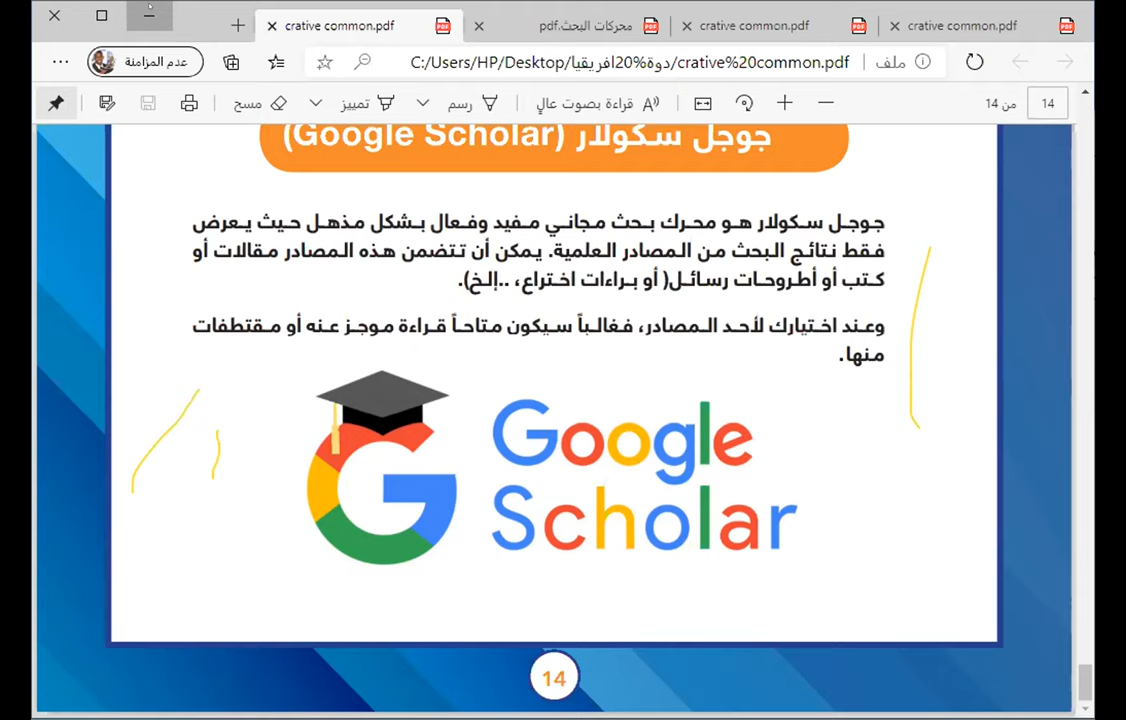 crative common.pdf
محركات البحث.pdf
crative common.pdf
crative common.pdf
عدم المزامنة
C:/Users/HP/Desktop/دوة%20افريقيا/crative%20common.pdf
ملف
مسح
تمييز
رسم
قراءة بصوت عالٍ
14 من 14
جوجل سكولار (Google Scholar)
جوجل سكولار هو محرك بحث مجاني مفيد وفعال بشكل مذهل حيث يعرض
فقط نتائج البحث من المصادر العلمية. يمكن أن تتضمن هذه المصادر مقالات أو
كتب أو أطروحات رسائل( أو براءات اختراع، ..إلخ).
وعند اختيارك لأحد المصادر، فغالباً سيكون متاحاً قراءة موجز عنه أو مقتطفات
منها.
Google
Scholar
14